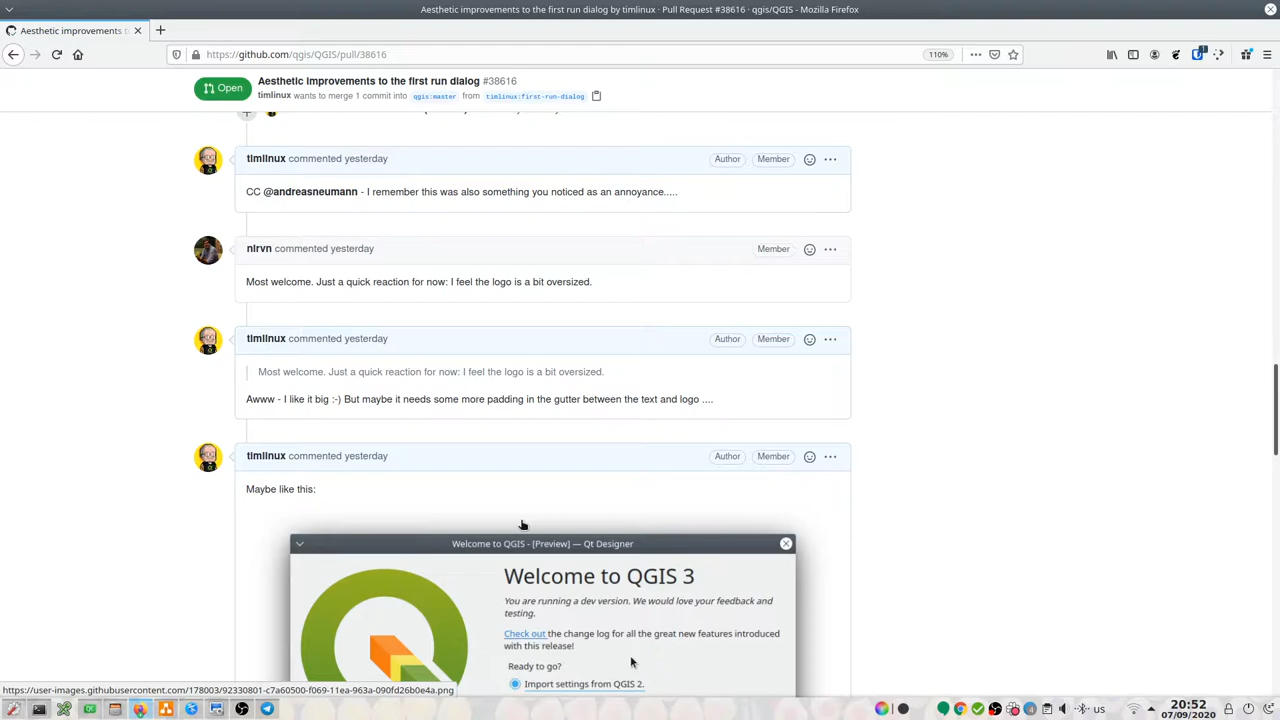 Aesthetic improvements to the first run dialog by timlinux · Pull Request #38616 · qgis/QGIS - Mozilla Firefox
Aesthetic improvements t
https://github.com/qgis/QGIS/pull/38616
110%
1
Open
Aesthetic improvements to the first run dialog #38616
timlinux wants to merge 1 commit into qgis:master from timlinux:first-run-dialog
timlinux commented yesterday
Author
Member
CC @andreasneumann - I remember this was also something you noticed as an annoyance.....
nirvn commented yesterday
Member
Most welcome. Just a quick reaction for now: I feel the logo is a bit oversized.
timlinux commented yesterday
Author
Member
Most welcome. Just a quick reaction for now: I feel the logo is a bit oversized.
Awww - I like it big :-) But maybe it needs some more padding in the gutter between the text and logo ....
timlinux commented yesterday
Author
Member
Maybe like this:
Welcome to QGIS - [Preview] — Qt Designer
Welcome to QGIS 3
You are running a dev version. We would love your feedback and
testing.
Check out the change log for all the great new features introduced
with this release!
Ready to go?
Import settings from QGIS 2.
https://user-images.githubusercontent.com/178003/92330801-c7a60500-f069-11ea-963a-090fd26b0e4a.png
us
20:52
07/09/2020